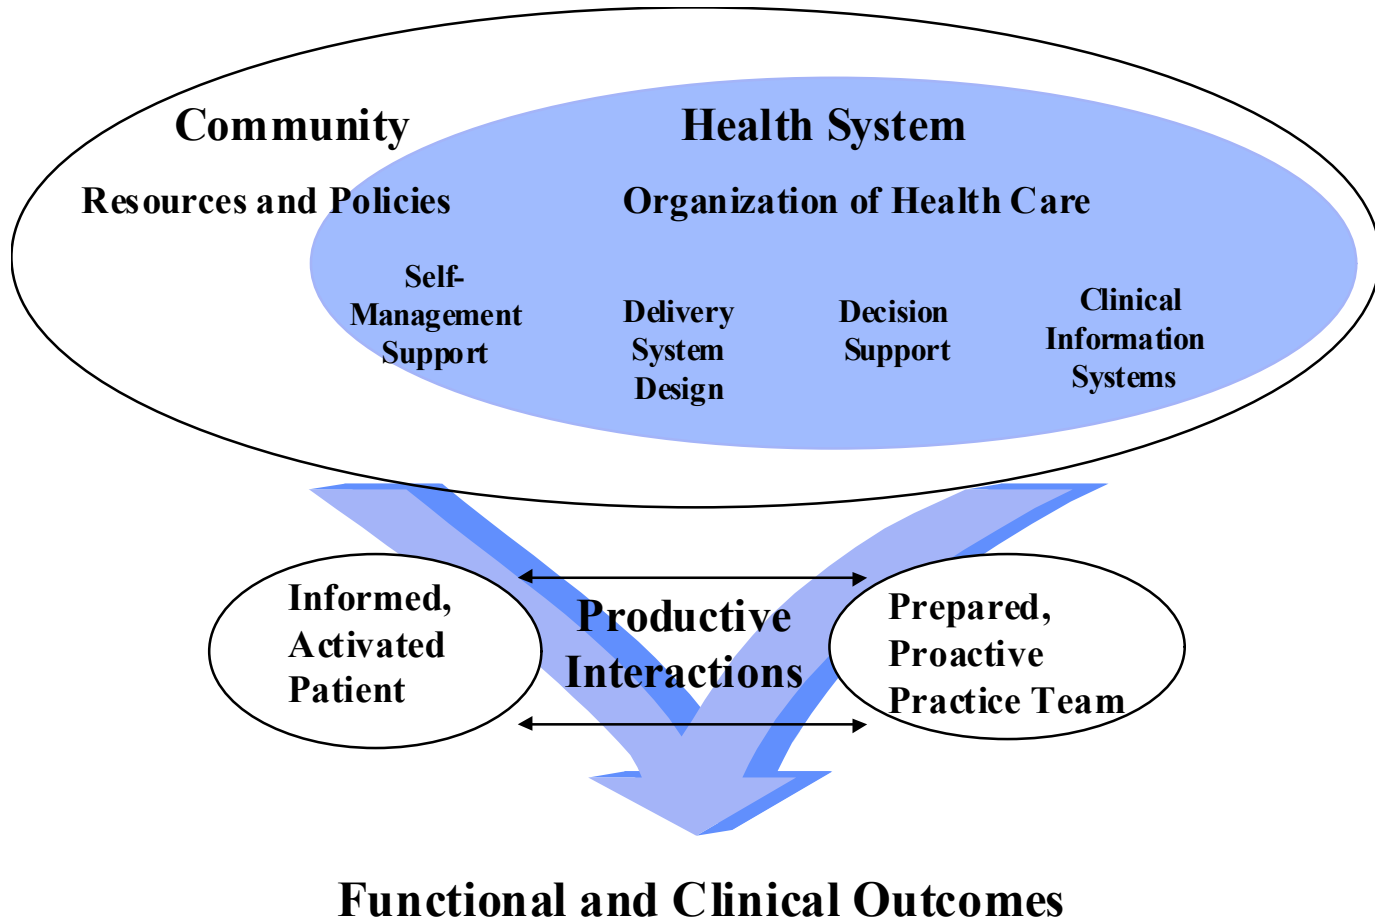 Community
Health System
Resources and Policies
Organization of Health Care
Self-
Management
Support
Delivery
System
Design
Decision
Support
Clinical
Information
Systems
Informed,
Activated
Patient
Productive
Interactions
Prepared,
Proactive
Practice Team
Functional and Clinical Outcomes